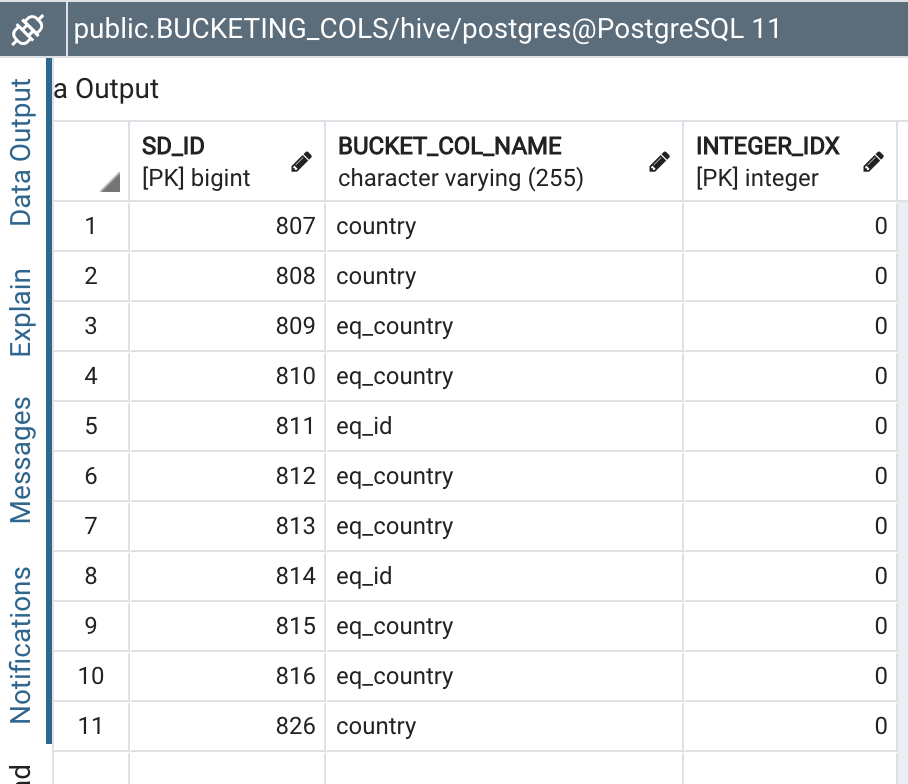 public.BUCKETING_COLS/hive/postgres@PostgreSQL 11
a Output
Data Output
Explain
Messages
Notifications
ad
SD_ID BUCKET_COL_NAME INTEGER_IDX
[PK] bigint character varying (255) [PK] integer
1 807 country 0
2 808 country 0
3 809 eq_country 0
4 810 eq_country 0
5 811 eq_id 0
6 812 eq_country 0
7 813 eq_country 0
8 814 eq_id 0
9 815 eq_country 0
10 816 eq_country 0
11 826 country 0